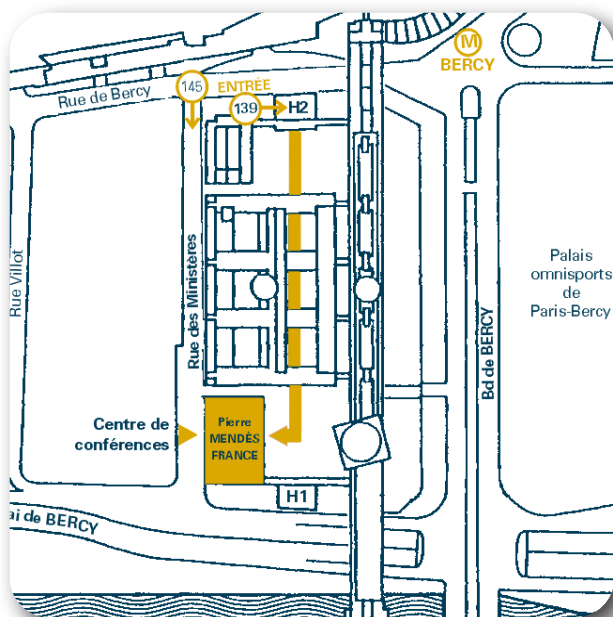 M
BERCY
145
ENTRÉE
Rue de Bercy
139
H2
Rue Villot
Rue des Ministères
Palais
omnisports
de
Paris-Bercy
Bd de BERCY
Centre de
conférences
Pierre
MENDÈS
FRANCE
H1
ai de BERCY